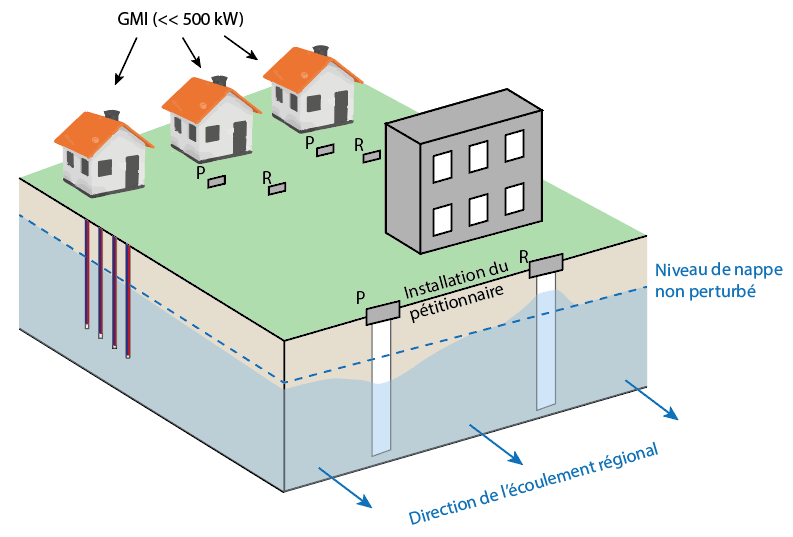 GMI (<< 500 kW)
P
R
P
R
P
R
Installation du
pétitionnaire
Niveau de nappe
non perturbé
Direction de l'écoulement régional